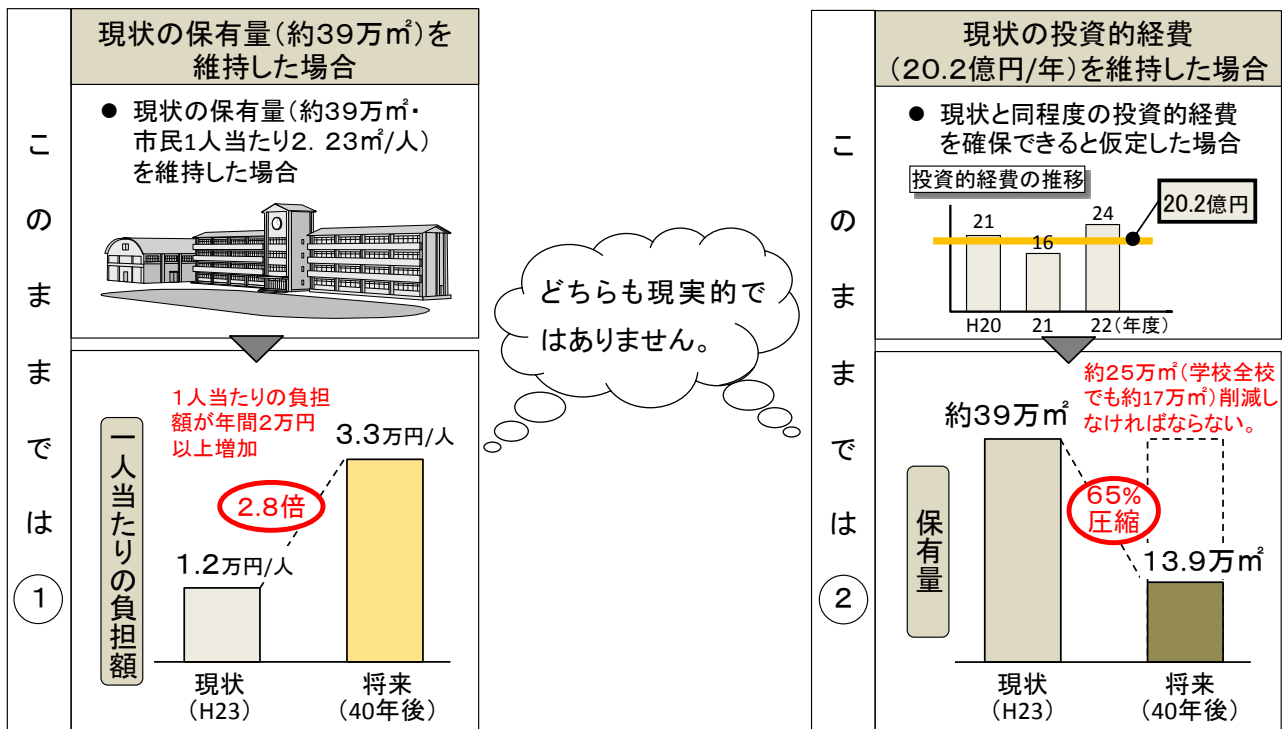 このままでは①
現状の保有量（約39万㎡）を
維持した場合
● 現状の保有量（約39万㎡・
市民1人当たり2．23㎡/人）
を維持した場合
1人当たりの負担
額が年間2万円
以上増加
一人当たりの負担額
2.8倍
3.3万円/人
1.2万円/人
現状
（H23）
将来
（40年後）
どちらも現実的で
はありません。
このままでは②
現状の投資的経費
（20.2億円/年）を維持した場合
● 現状と同程度の投資的経費
を確保できると仮定した場合
投資的経費の推移
20.2億円
21
16
24
H20
21
22（年度）
約25万㎡（学校全校
でも約17万㎡）削減し
なければならない。
保有量
約39万㎡
65%
圧縮
13.9万㎡
現状
（H23）
将来
（40年後）